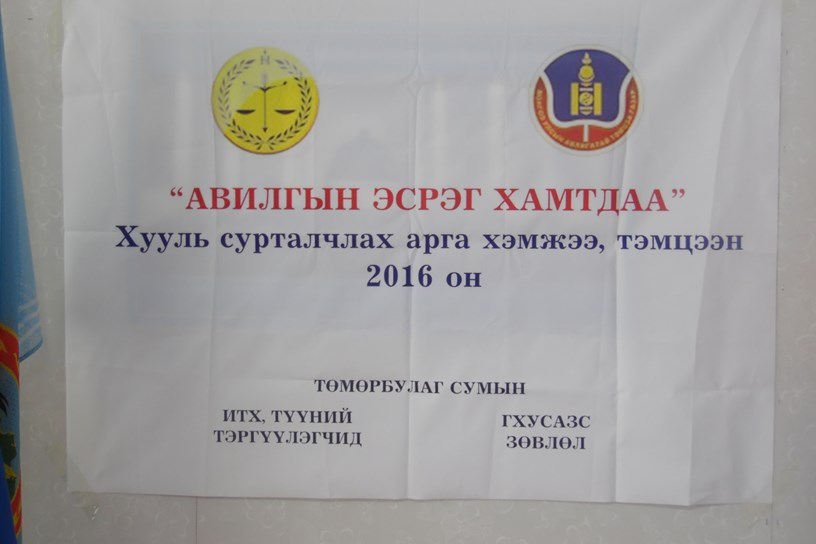 “АВИЛГЫН ЭСРЭГ ХАМТДАА”
Хууль сурталчлах арга хэмжээ, тэмцээн
2016 он
ТӨМӨРБУЛАГ СУМЫН
ИТХ, ТҮҮНИЙ
ТЭРГҮҮЛЭГЧИД
ГХУСАЗС
ЗӨВЛӨЛ